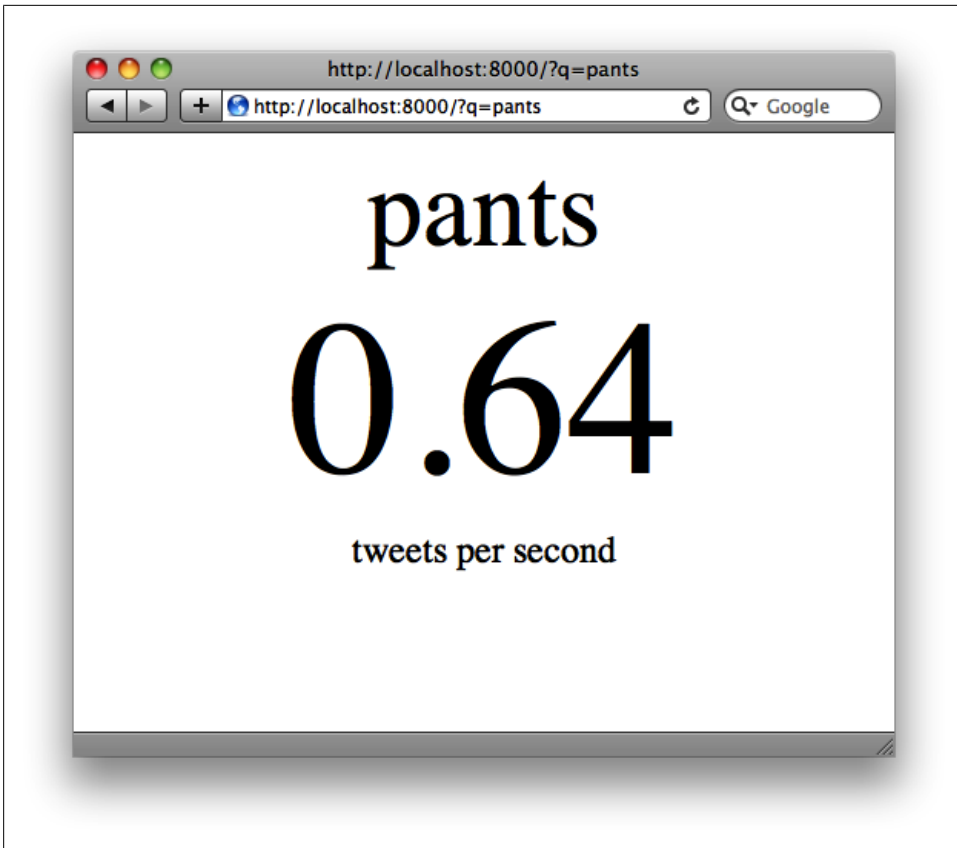 http://localhost:8000/?q=pants
http://localhost:8000/?q=pants
Google
pants
0.64
tweets per second